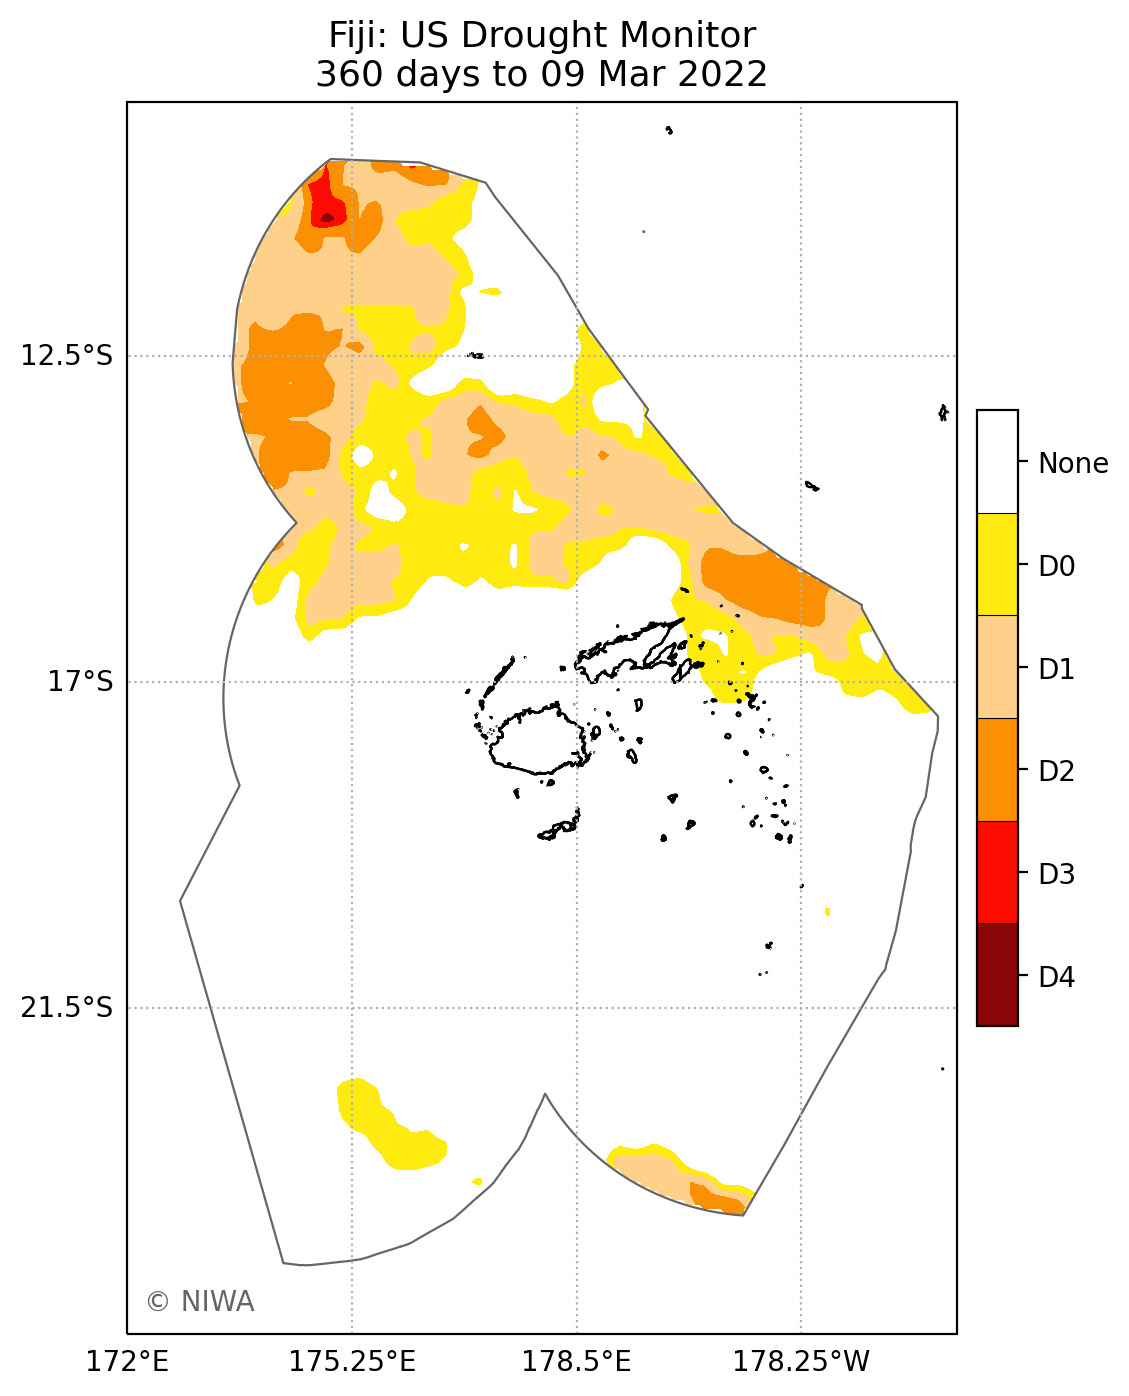 Fiji: US Drought Monitor
360 days to 09 Mar 2022
12.5°S
17°S
21.5°S
None
D0
D1
D2
D3
D4
© NIWA
172°E
175.25°E
178.5°E
178.25°W